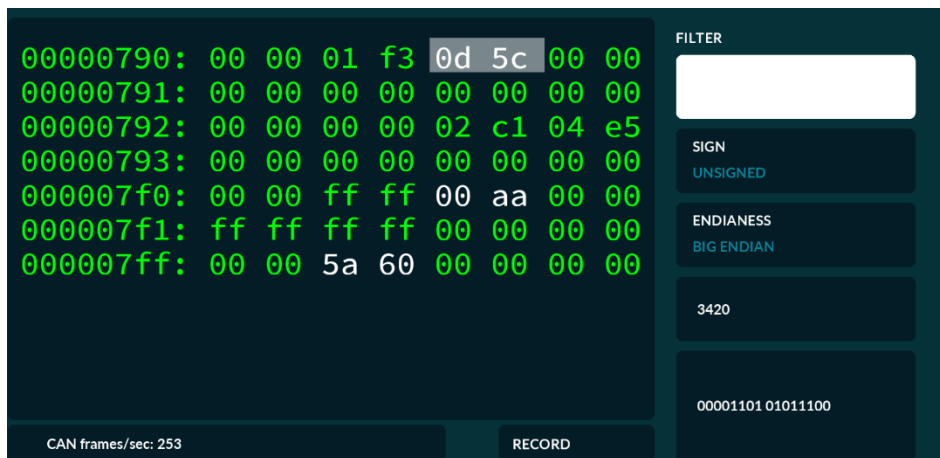 00000790: 00 00 01 f3 0d 5c 00 00
00000791: 00 00 00 00 00 00 00 00
00000792: 00 00 00 00 02 c1 04 e5
00000793: 00 00 00 00 00 00 00 00
000007f0: 00 00 ff ff 00 aa 00 00
000007f1: ff ff ff ff 00 00 00 00
000007ff: 00 00 5a 60 00 00 00 00
CAN frames/sec: 253
RECORD
FILTER
SIGN
UNSIGNED
ENDIANESS
BIG ENDIAN
3420
00001101 01011100